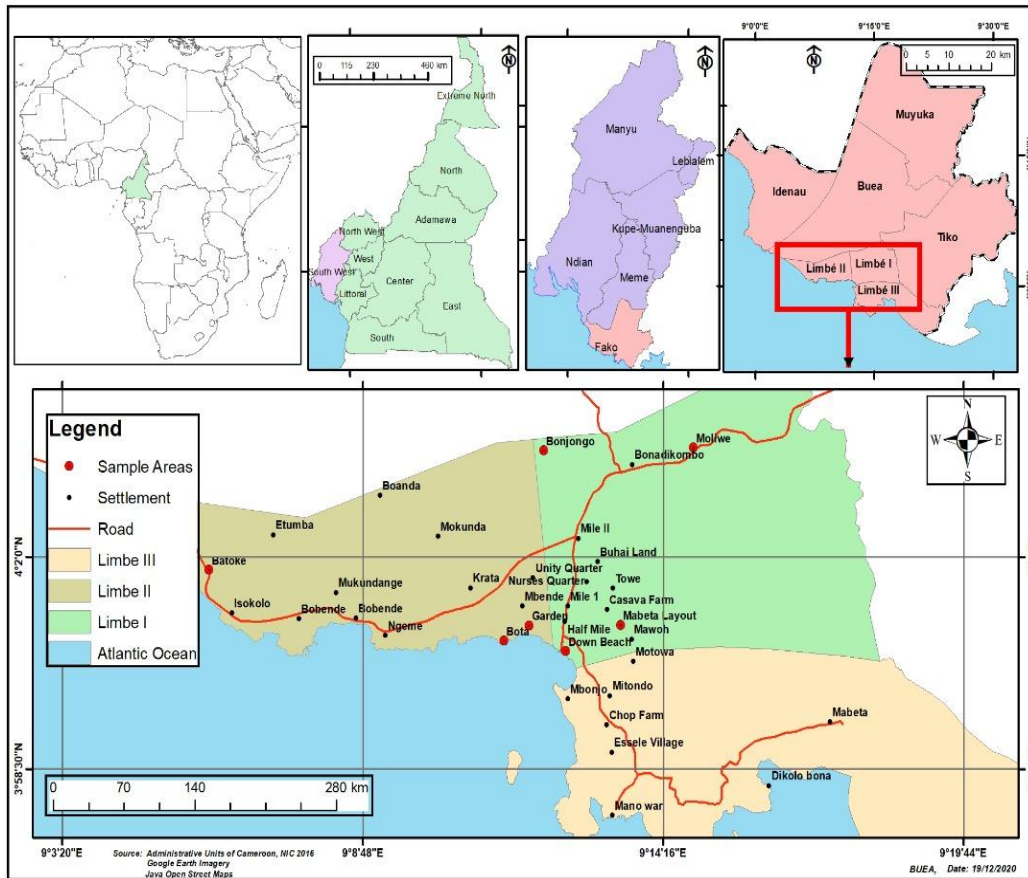 0 115 230 460 km
N
Extreme North
North
Adamawa
North West
West
South West
Littoral
Center
East
South
N
Manyu
Lebialem
Kupe-Muanenguba
Ndian
Meme
Fako
9°0'0"E 9°15'0"E 9°30'0"E
N
0 5 10 20 km
Muyuka
Idenau
Buea
Tiko
Limbé II
Limbé I
Limbé III
Legend
Sample Areas
Settlement
Road
Limbe III
Limbe II
Limbe I
Atlantic Ocean
N
W E
S
Bonjongo
Moliwe
Bonadikombo
Boanda
Etumba
Mokunda
Mile II
4°2'0"N
Batoke
Buhai Land
Unity Quarter
Nurses Quarter
Towe
Mukundange
Krata
Mbende
Mile 1
Casava Farm
Isokolo
Bobende
Bobende
Garden
Half Mile
Mabeta Layout
Ngeme
Bota
Mawoh
Down Beach
Motowa
Mbonjo
Mitondo
Chop Farm
Mabeta
Essele Village
3°58'30"N
Dikolo bona
0 70 140 280 km
Mano war
9°3'20"E 9°8'48"E 9°14'16"E 9°19'44"E
Source: Administrative Units of Cameroon, NIC 2016
Google Earth Imagery
Java Open Street Maps
BUEA, Date: 19/12/2020